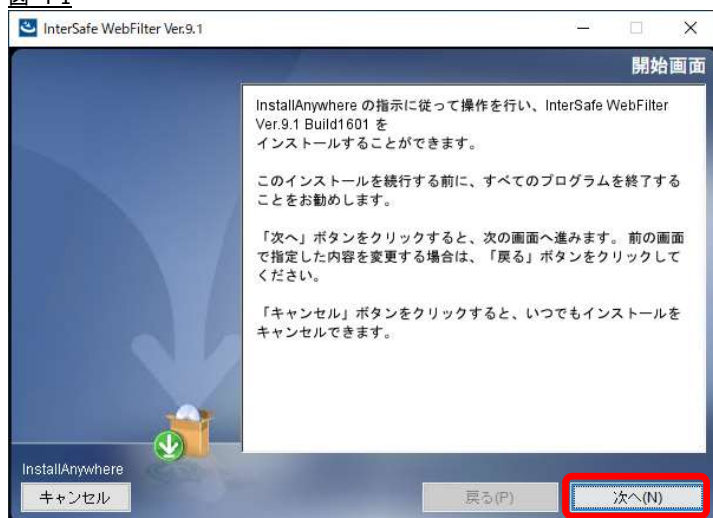 InterSafe WebFilter Ver.9.1
開始画面
InstallAnywhere の指示に従って操作を行い、InterSafe WebFilter
Ver.9.1 Build1601 を
インストールすることができます。
このインストールを続行する前に、すべてのプログラムを終了する
ことをお勧めします。
「次へ」ボタンをクリックすると、次の画面へ進みます。 前の画面
で指定した内容を変更する場合は、「戻る」ボタンをクリックして
ください。
「キャンセル」ボタンをクリックすると、いつでもインストールを
キャンセルできます。
InstallAnywhere
キャンセル
戻る(P)
次へ(N)